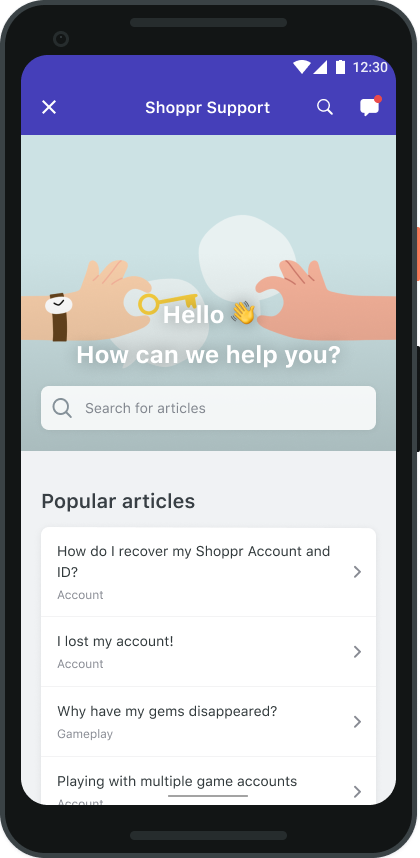 12:30
Shoppr Support
Hello 👋
How can we help you?
Search for articles
Popular articles
How do I recover my Shoppr Account and
ID?
Account
I lost my account!
Account
Why have my gems disappeared?
Gameplay
Playing with multiple game accounts
Account